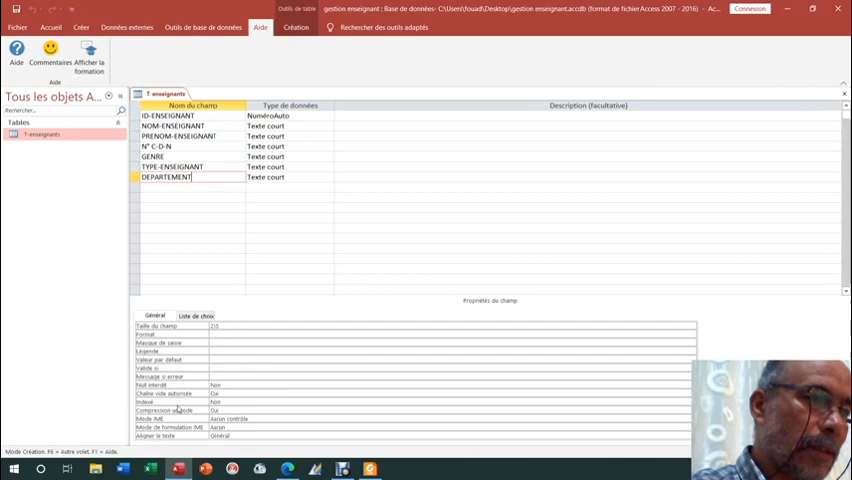 Outils de table
gestion enseignant : Base de données- C:\Users\fouad\Desktop\gestion enseignant.accdb (format de fichier Access 2007 - 2016) - Ac...
Connexion
Fichier Accueil Créer Données externes Outils de base de données Aide Création Rechercher des outils adaptés
Aide Commentaires Afficher la formation
Aide
Tous les objets A...
Rechercher...
Tables
T-enseignants
T-enseignants
Nom du champ Type de données Description (facultative)
ID-ENSEIGNANT NuméroAuto
NOM-ENSEIGNANT Texte court
PRENOM-ENSEIGNANT Texte court
N° C-D-N Texte court
GENRE Texte court
TYPE-ENSEIGNANT Texte court
DEPARTEMENT Texte court
Propriétés du champ
Général Liste de choix
Taille du champ 255
Format
Masque de saisie
Légende
Valeur par défaut
Valide si
Message si erreur
Null interdit Non
Chaîne vide autorisée Oui
Indexé Non
Compression unicode Oui
Mode IME Aucun contrôle
Mode de formulation IME Aucun
Aligner le texte Général
Mode Création. F6 = Autre volet. F1 = Aide.